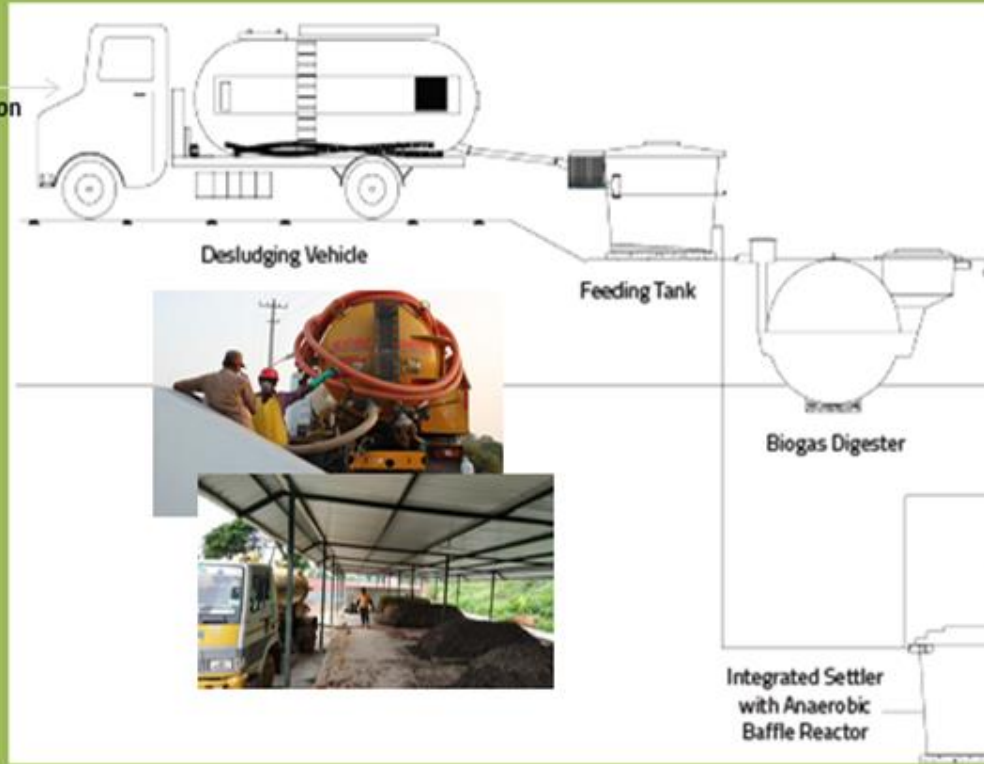 on
Desludging Vehicle
Feeding Tank
Biogas Digester
Integrated Settler
with Anaerobic
Baffle Reactor